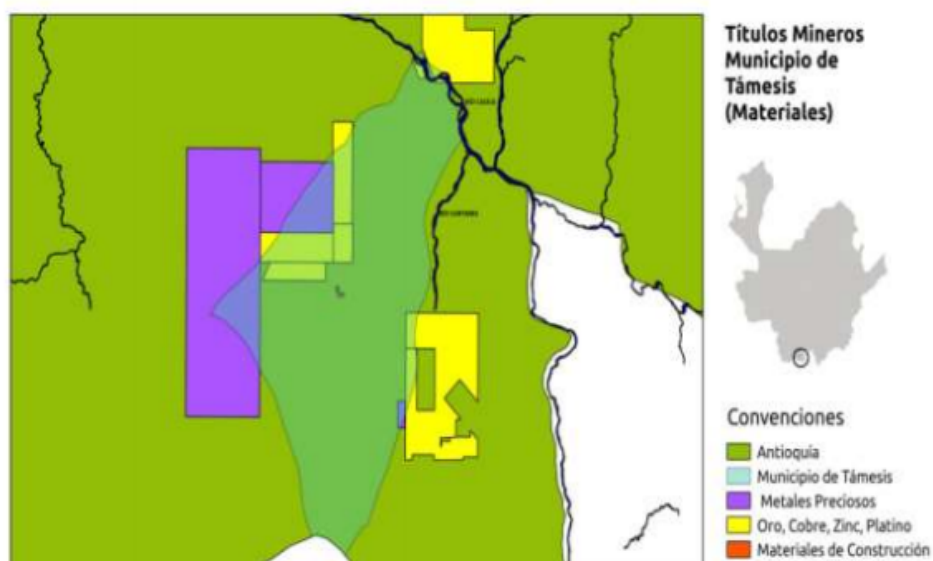 Títulos Mineros
Municipio de
Támesis
(Materiales)
Convenciones
Antioquia
Municipio de Támesis
Metales Preciosos
Oro, Cobre, Zinc, Platino
Materiales de Construcción